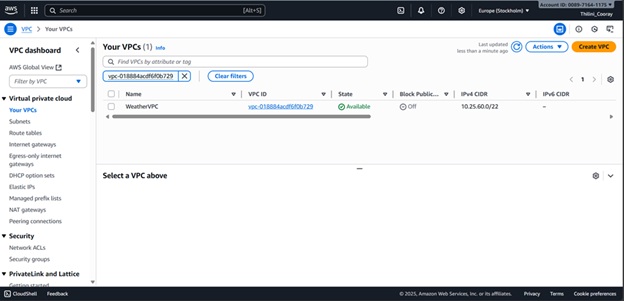 aws
Search
[Alt+S]
Europe (Stockholm)
Account ID: 0089-7164-1173
Thilini_Cooray
VPC
Your VPCs
VPC dashboard
AWS Global View
Filter by VPC
Virtual private cloud
Your VPCs
Subnets
Route tables
Internet gateways
Egress-only internet
gateways
DHCP option sets
Elastic IPs
Managed prefix lists
NAT gateways
Peering connections
Security
Network ACLs
Security groups
PrivateLink and Lattice
Getting started
Your VPCs (1) Info
Last updated
less than a minute ago
Actions
Create VPC
Find VPCs by attribute or tag
vpc-018884acdf6f0b729
Clear filters
1
Name VPC ID State Block Public... IPv4 CIDR IPv6 CIDR
WeatherVPC vpc-018884acdf6f0b729 Available Off 10.25.60.0/22 –
Select a VPC above
CloudShell Feedback © 2025, Amazon Web Services, Inc. or its affiliates. Privacy Terms Cookie preferences